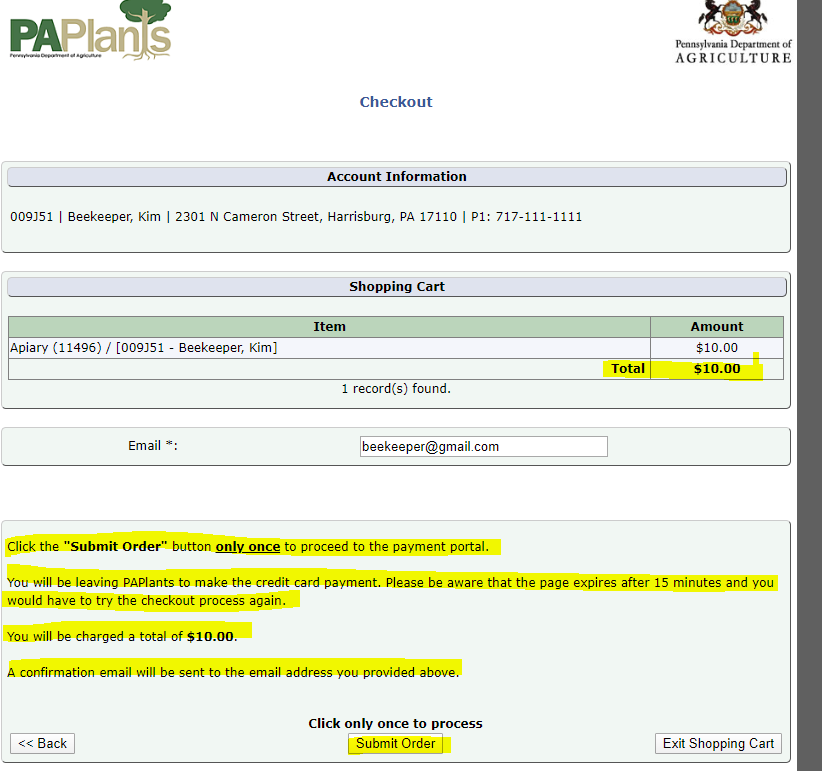 PAPlants
Pennsylvania Department of Agriculture
Pennsylvania Department of
AGRICULTURE
Checkout
Account Information
009J51 | Beekeeper, Kim | 2301 N Cameron Street, Harrisburg, PA 17110 | P1: 717-111-1111
Shopping Cart
Item Amount
Apiary (11496) / [009J51 - Beekeeper, Kim] $10.00
Total $10.00
1 record(s) found.
Email *: beekeeper@gmail.com
Click the "Submit Order" button only once to proceed to the payment portal.
You will be leaving PAPlants to make the credit card payment. Please be aware that the page expires after 15 minutes and you
would have to try the checkout process again.
You will be charged a total of $10.00.
A confirmation email will be sent to the email address you provided above.
Click only once to process
<< Back Submit Order Exit Shopping Cart